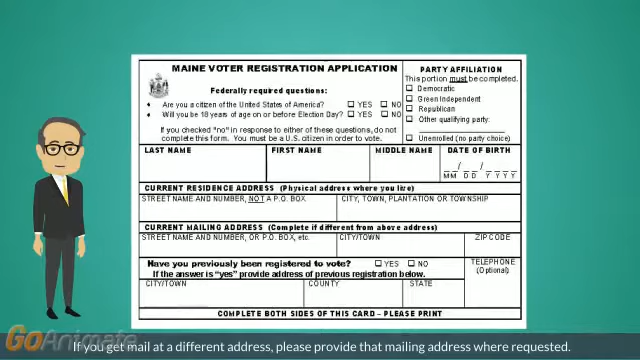 MAINE VOTER REGISTRATION APPLICATION
Federally required questions:
♦ Are you a citizen of the United States of America? ☐ YES ☐ NO
♦ Will you be 18 years of age on or before Election Day? ☐ YES ☐ NO
If you checked "no" in response to either of these questions, do not
complete this form. You must be a U.S. citizen in order to vote.
PARTY AFFILIATION
This portion must be completed.
☐ Democratic
☐ Green Independent
☐ Republican
☐ Other qualifying party:
☐ Unenrolled (no party choice)
LAST NAME FIRST NAME MIDDLE NAME DATE OF BIRTH
M M / D D / Y Y Y Y
CURRENT RESIDENCE ADDRESS (Physical address where you live)
STREET NAME AND NUMBER, NOT A P.O. BOX CITY, TOWN, PLANTATION OR TOWNSHIP
CURRENT MAILING ADDRESS (Complete if different from above address)
STREET NAME AND NUMBER, OR P.O. BOX, etc. CITY/TOWN ZIP CODE
Have you previously been registered to vote? ☐ YES ☐ NO
If the answer is "yes" provide address of previous registration below.
TELEPHONE
(Optional)
CITY/TOWN COUNTY STATE
COMPLETE BOTH SIDES OF THIS CARD – PLEASE PRINT
GoAnimate
If you get mail at a different address, please provide that mailing address where requested.